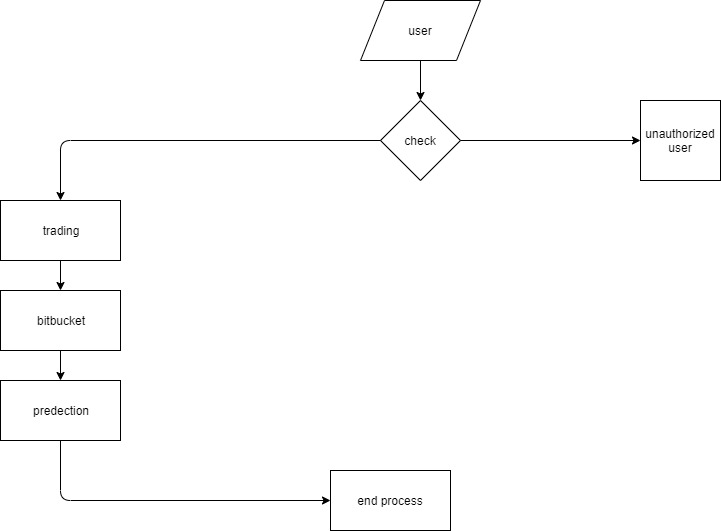 user
check
unauthorized
user
trading
bitbucket
predection
end process